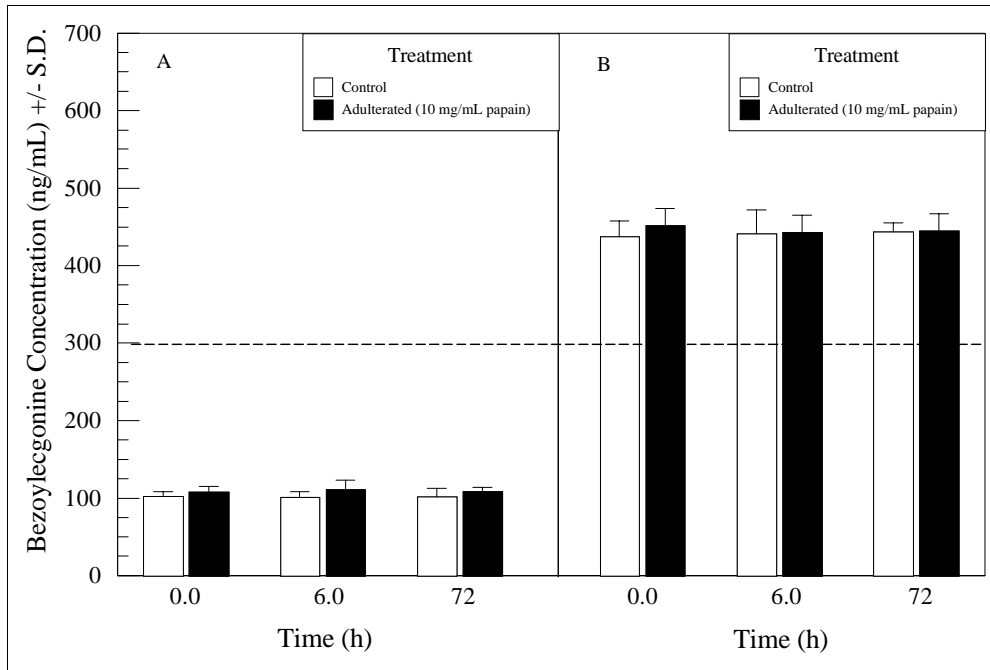 Bezoylecgonine Concentration (ng/mL) +/- S.D.
700
600
500
400
300
200
100
0
A
Treatment
Control
Adulterated (10 mg/mL papain)
0.0 6.0 72
Time (h)
B
Treatment
Control
Adulterated (10 mg/mL papain)
0.0 6.0 72
Time (h)